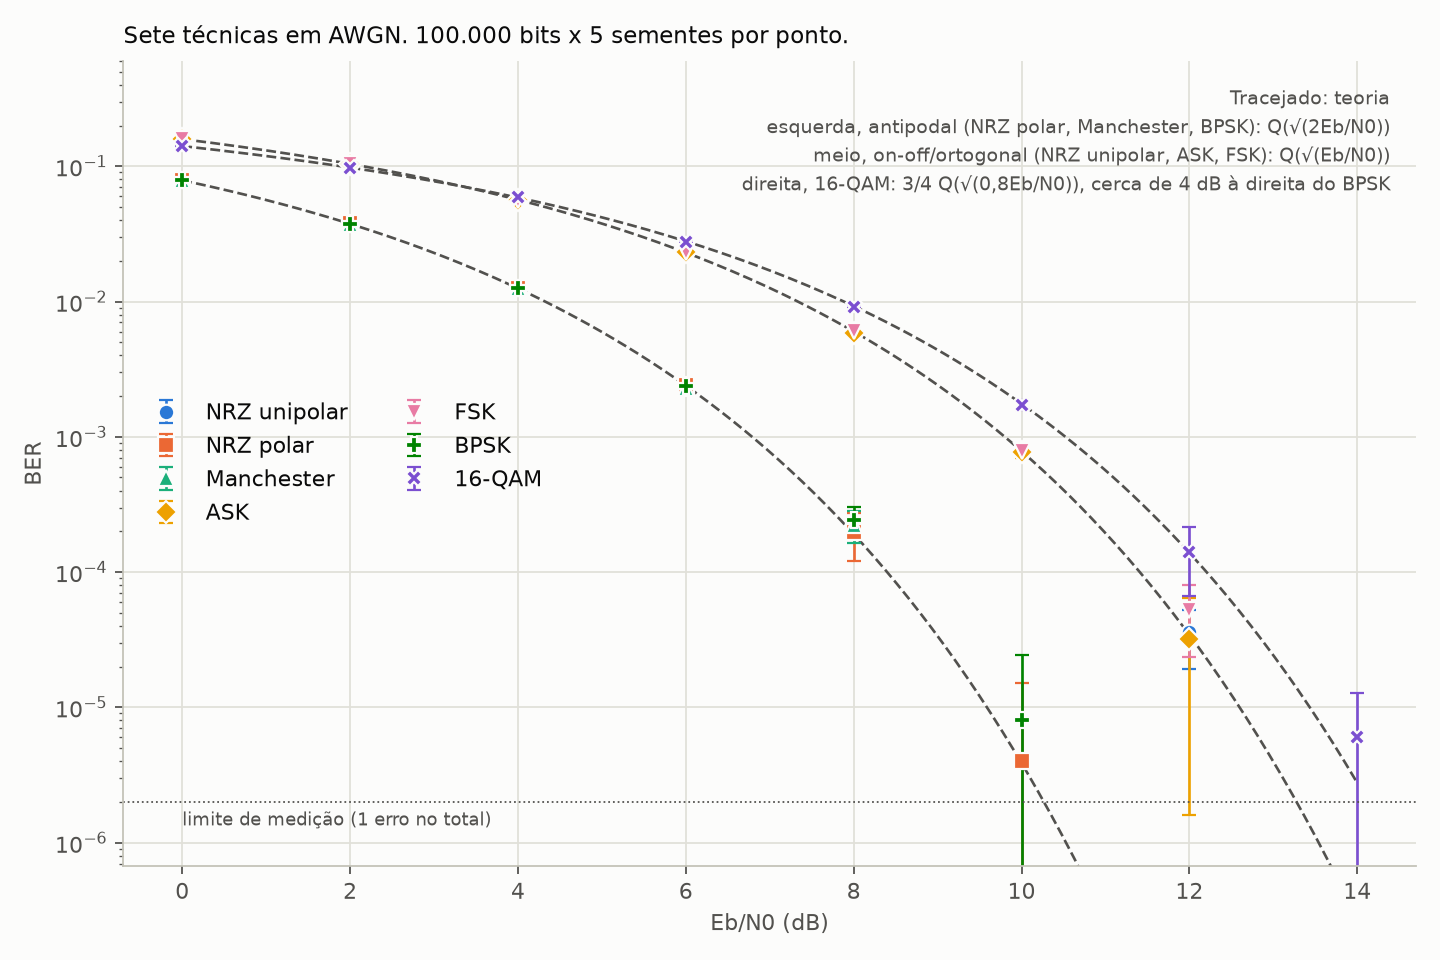 Sete técnicas em AWGN. 100.000 bits x 5 sementes por ponto.
Tracejado: teoria
esquerda, antipodal (NRZ polar, Manchester, BPSK): Q(√(2Eb/N0))
meio, on-off/ortogonal (NRZ unipolar, ASK, FSK): Q(√(Eb/N0))
direita, 16-QAM: 3/4 Q(√(0,8Eb/N0)), cerca de 4 dB à direita do BPSK
10⁻¹
10⁻²
10⁻³
10⁻⁴
10⁻⁵
10⁻⁶
BER
NRZ unipolar
NRZ polar
Manchester
ASK
FSK
BPSK
16-QAM
limite de medição (1 erro no total)
0 2 4 6 8 10 12 14
Eb/N0 (dB)